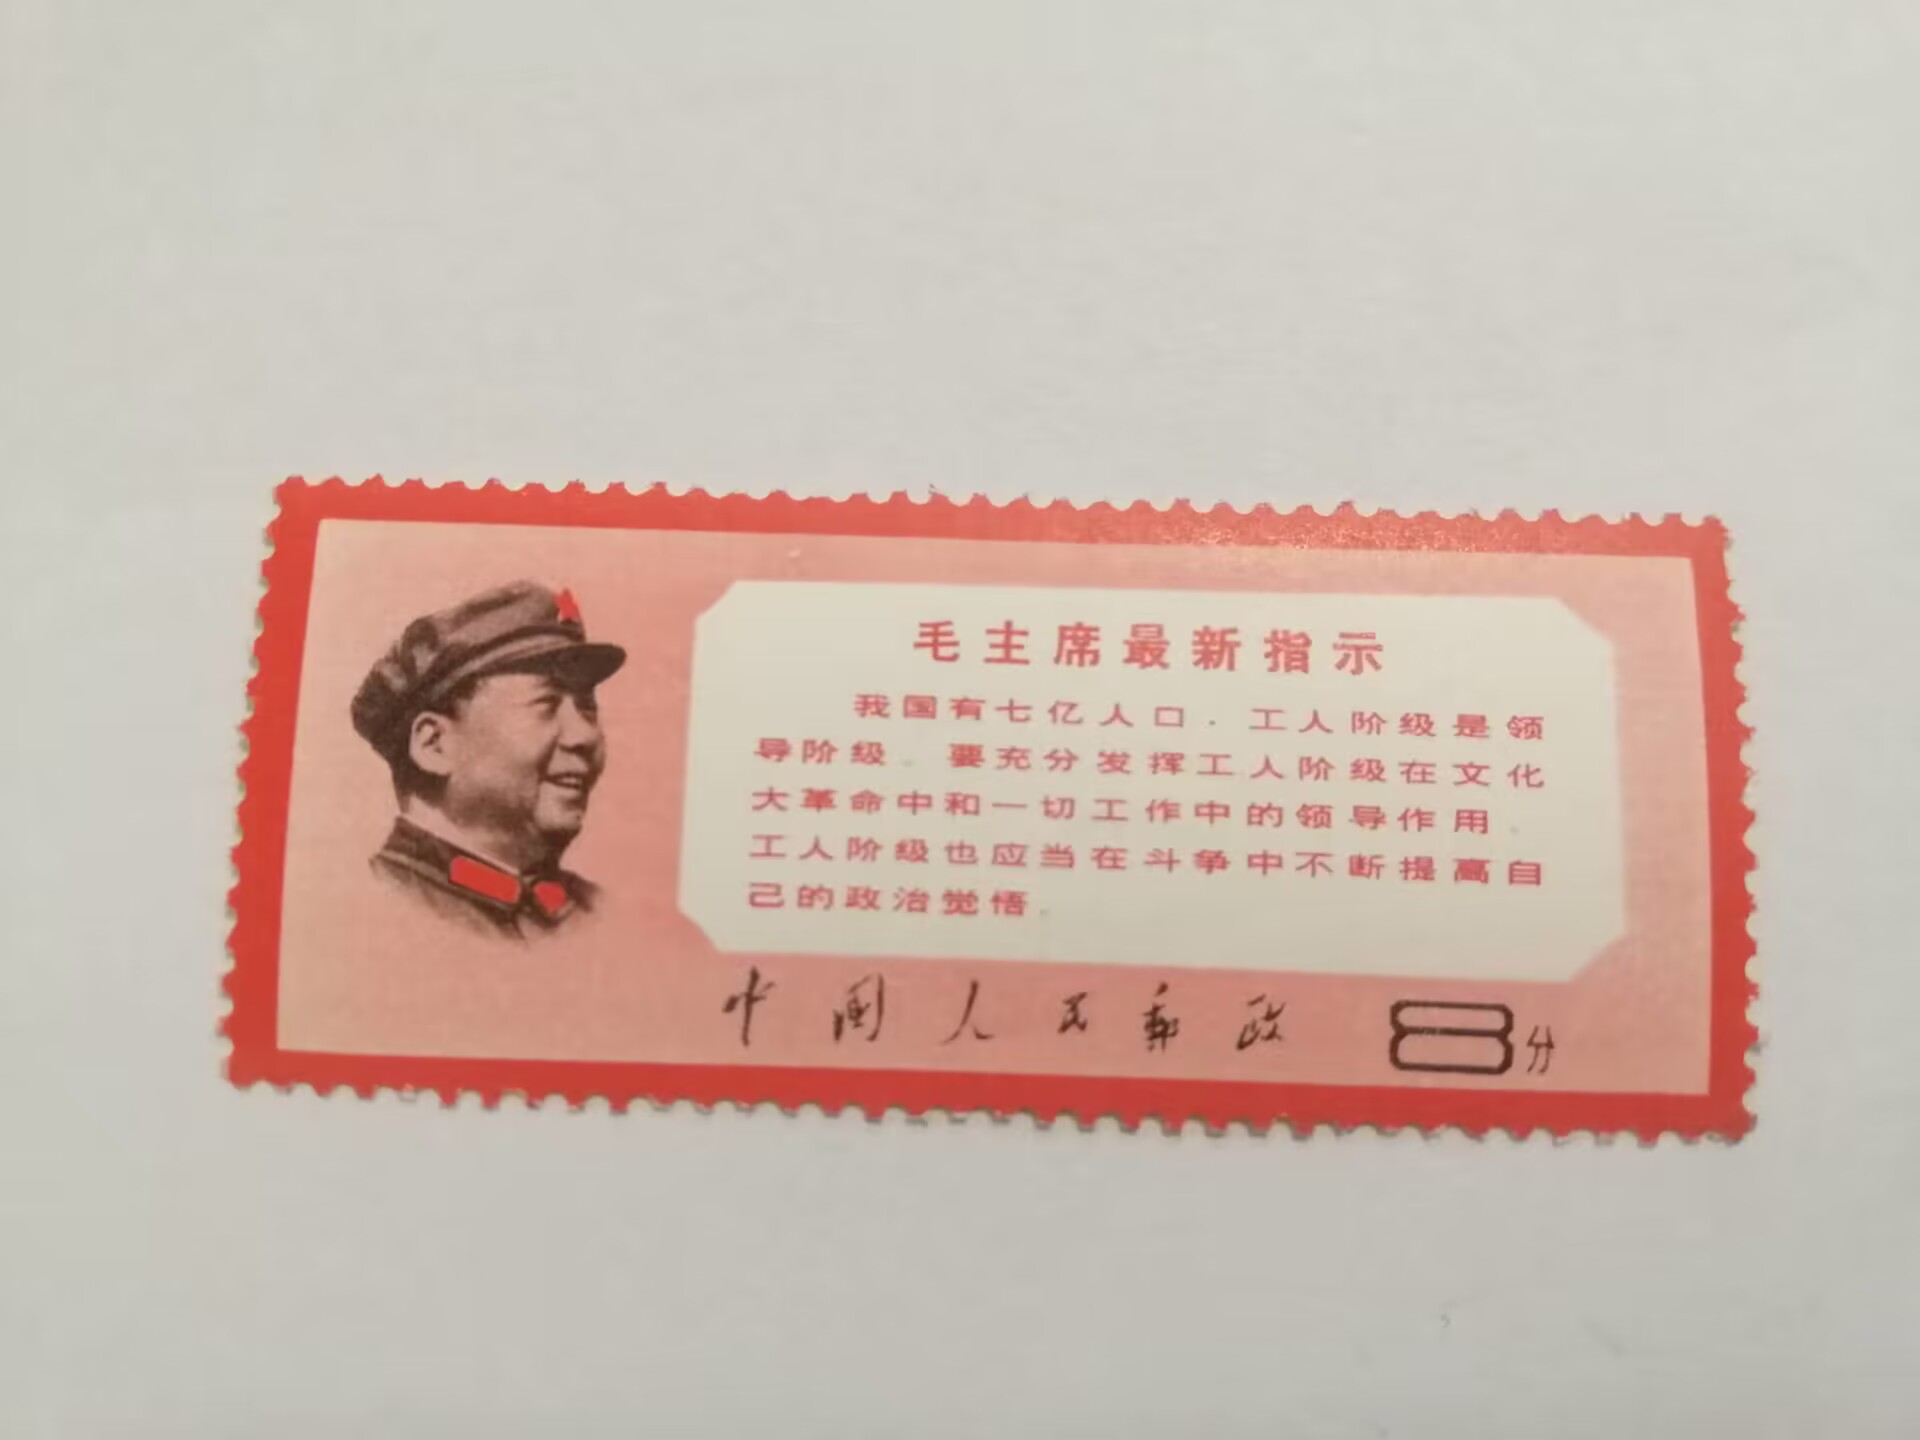 毛主席最新指示
我国有七亿人口，工人阶级是领
导阶级。要充分发挥工人阶级在文化
大革命中和一切工作中的领导作用。
工人阶级也应当在斗争中不断提高自
己的政治觉悟。
中国人民邮政 8分